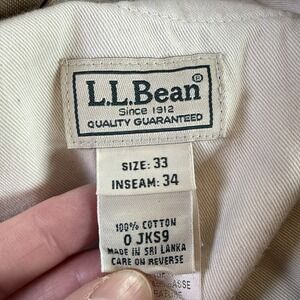 L.L.Bean®
Since 1912
QUALITY GUARANTEED
SIZE: 33
INSEAM: 34
100% COTTON
0 JKS9
MADE IN SRI LANKA
CARE ON REVERSE